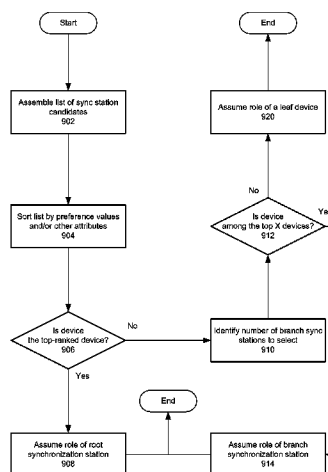 Start
Assemble list of sync station
candidates
902
Sort list by preference values
and/or other attributes
904
Is device
the top-ranked device?
906
No
Yes
Assume role of root
synchronization station
908
End
Assume role of a leaf device
920
No
Is device
among the top X devices?
912
Yes
Identify number of branch sync
stations to select
910
End
Assume role of branch
synchronization station
914